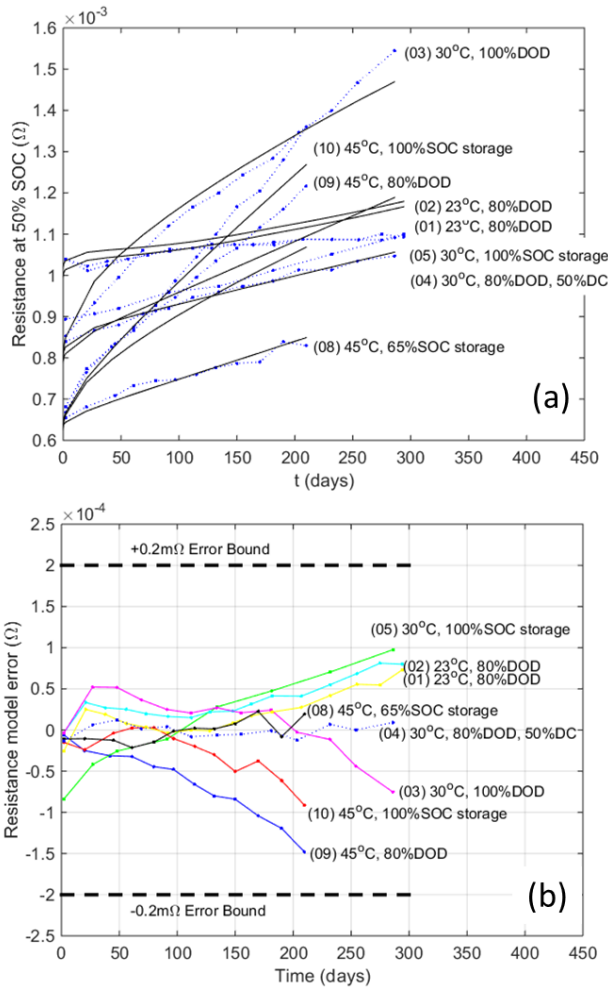 ×10⁻³
1.6
1.5
1.4
1.3
1.2
1.1
1
0.9
0.8
0.7
0.6
Resistance at 50% SOC (Ω)
(03) 30°C, 100%DOD
(10) 45°C, 100%SOC storage
(09) 45°C, 80%DOD
(02) 23°C, 80%DOD
(01) 23°C, 80%DOD
(05) 30°C, 100%SOC storage
(04) 30°C, 80%DOD, 50%DC
(08) 45°C, 65%SOC storage
(a)
0 50 100 150 200 250 300 350 400 450
t (days)
×10⁻⁴
2.5
2
1.5
1
0.5
0
-0.5
-1
-1.5
-2
-2.5
Resistance model error (Ω)
+0.2mΩ Error Bound
(05) 30°C, 100%SOC storage
(02) 23°C, 80%DOD
(01) 23°C, 80%DOD
(08) 45°C, 65%SOC storage
(04) 30°C, 80%DOD, 50%DC
(03) 30°C, 100%DOD
(10) 45°C, 100%SOC storage
(09) 45°C, 80%DOD
-0.2mΩ Error Bound
(b)
0 50 100 150 200 250 300 350 400 450
Time (days)